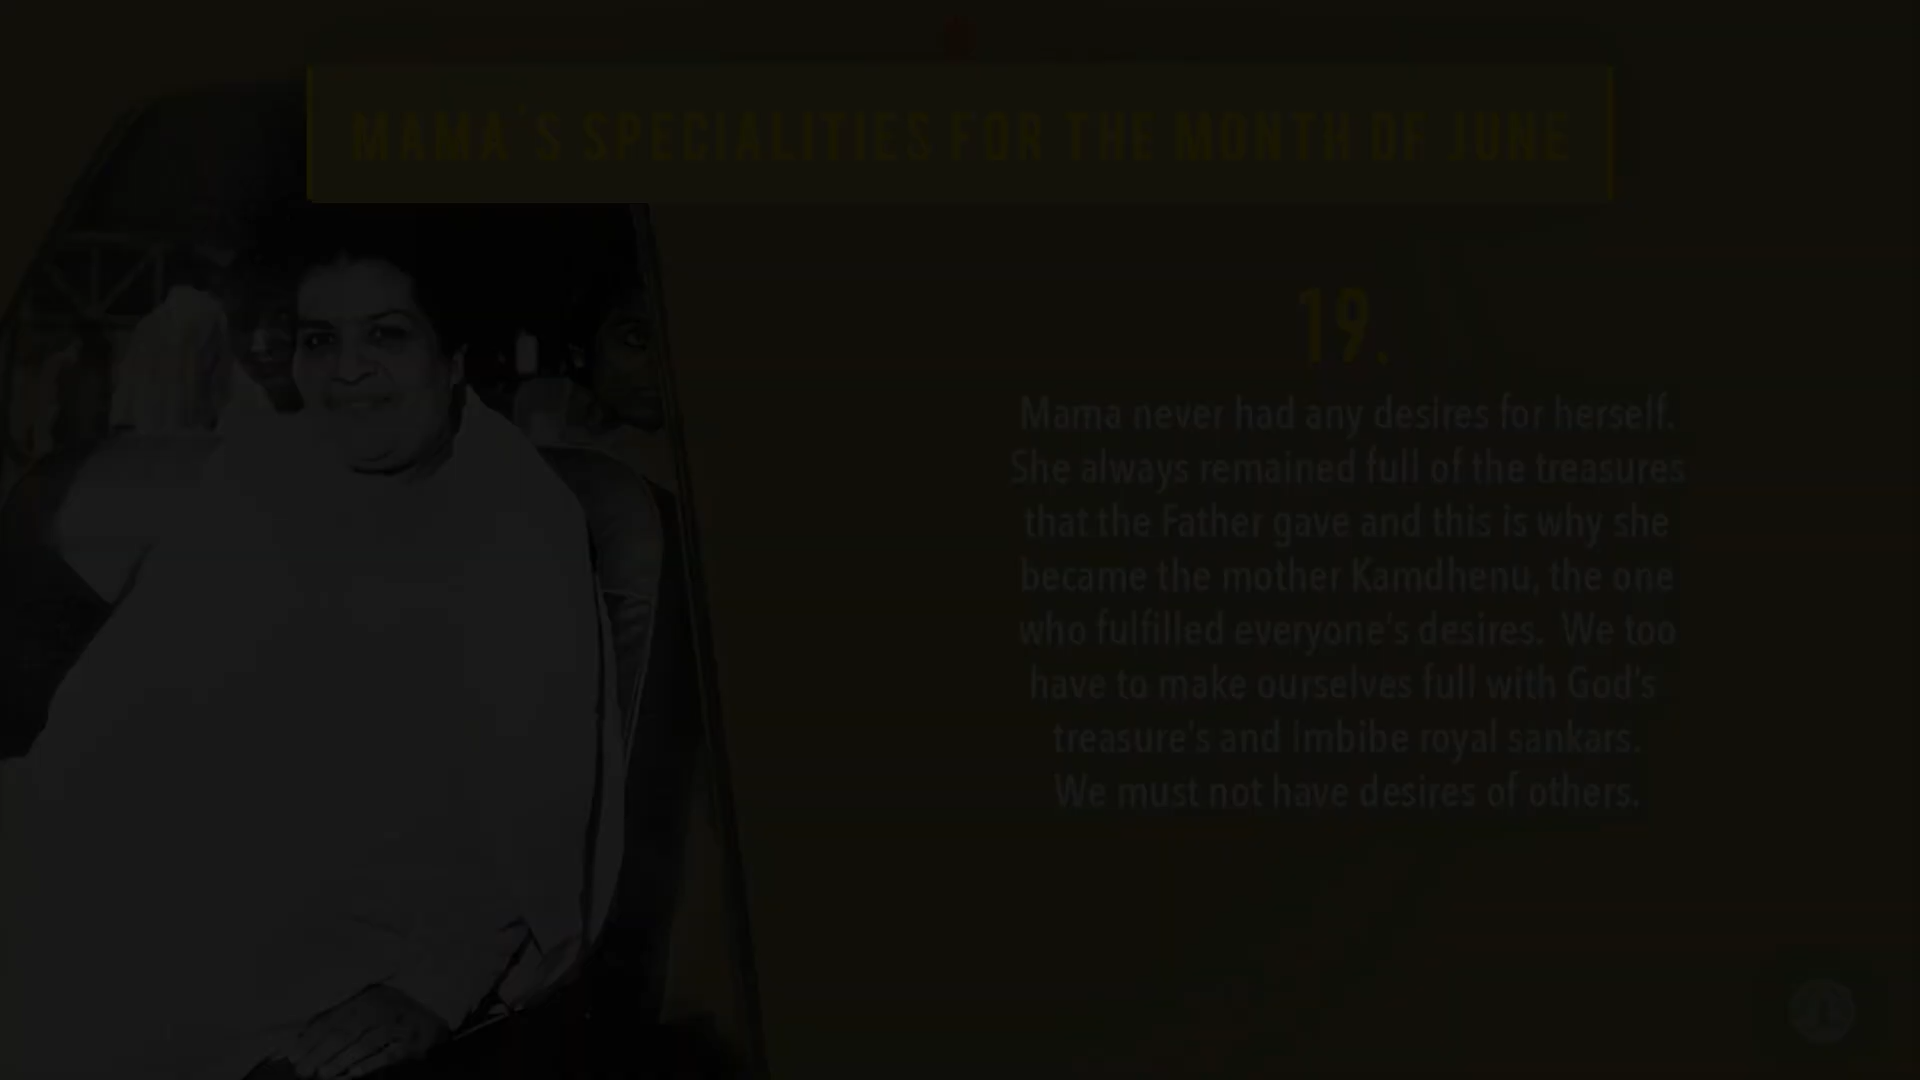 MAMA'S SPECIALITIES FOR THE MONTH OF JUNE
19.
Mama never had any desires for herself.
She always remained full of the treasures
that the Father gave and this is why she
became the mother Kamdhenu, the one
who fulfilled everyone's desires. We too
have to make ourselves full with God's
treasure's and Imbibe royal sankars.
We must not have desires of others.